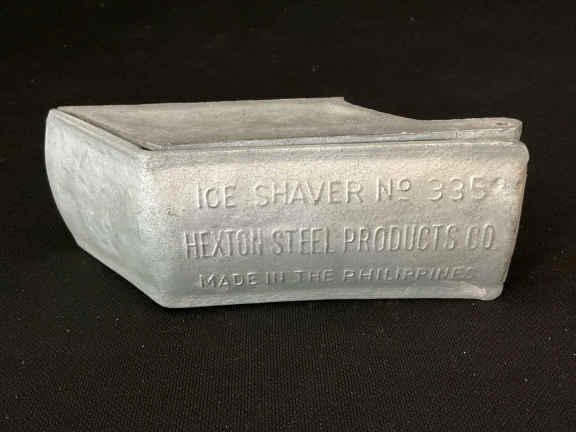 ICE SHAVER Nº 335
HEXTON STEEL PRODUCTS CO.
MADE IN THE PHILIPPINES